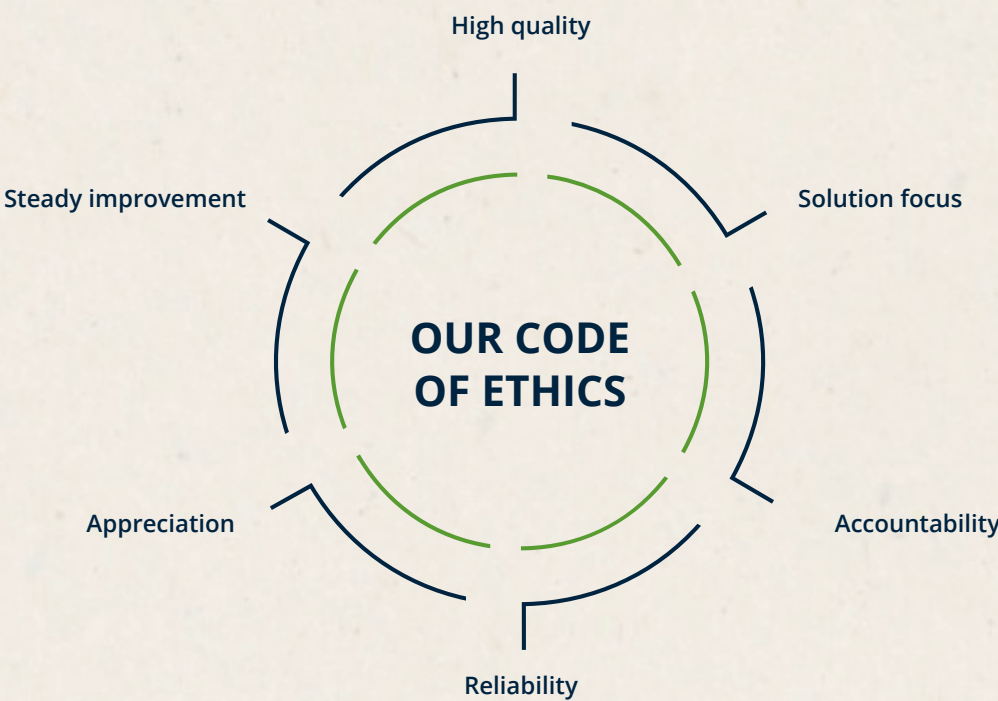 High quality
Steady improvement
Solution focus
OUR CODE
OF ETHICS
Appreciation
Accountability
Reliability